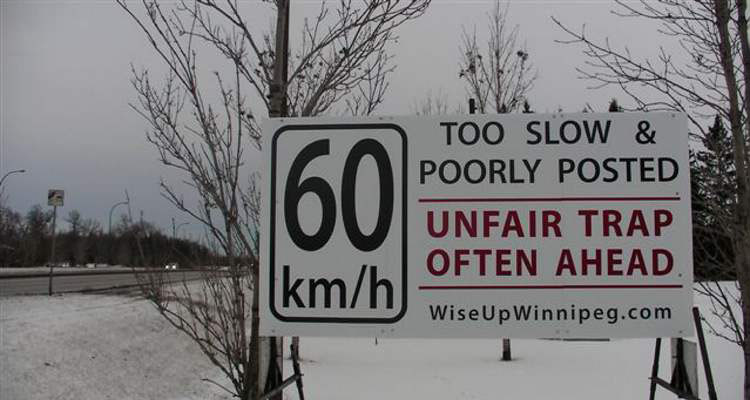 60
km/h
TOO SLOW &
POORLY POSTED
UNFAIR TRAP
OFTEN AHEAD
WiseUpWinnipeg.com